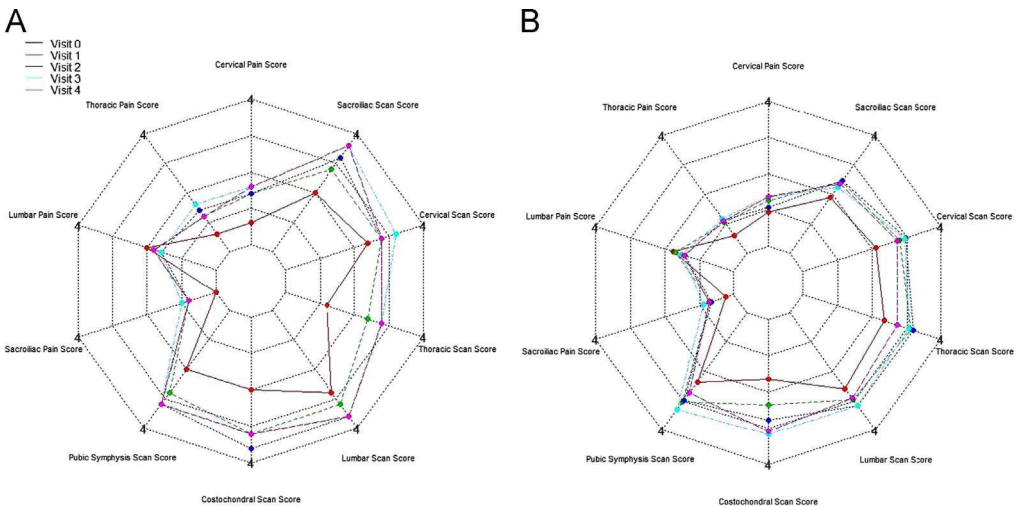 A
Visit 0
Visit 1
Visit 2
Visit 3
Visit 4
Cervical Pain Score
Thoracic Pain Score
Sacroiliac Scan Score
Lumbar Pain Score
Cervical Scan Score
Sacroiliac Pain Score
Thoracic Scan Score
Pubic Symphysis Scan Score
Lumbar Scan Score
Costochondral Scan Score
4
4
4
4
4
4
4
4
4
4
B
Cervical Pain Score
Thoracic Pain Score
Sacroiliac Scan Score
Lumbar Pain Score
Cervical Scan Score
Sacroiliac Pain Score
Thoracic Scan Score
Pubic Symphysis Scan Score
Lumbar Scan Score
Costochondral Scan Score
4
4
4
4
4
4
4
4
4
4